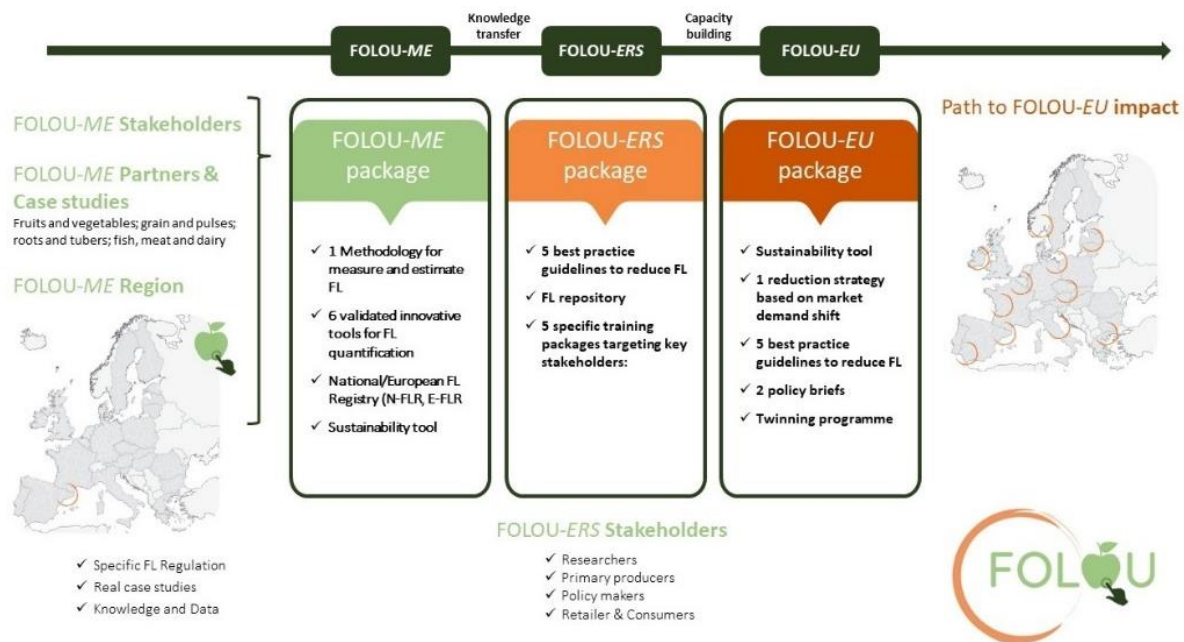 Knowledge
transfer
Capacity
building
FOLOU-ME
FOLOU-ERS
FOLOU-EU
FOLOU-ME Stakeholders
FOLOU-ME Partners &
Case studies
Fruits and vegetables; grain and pulses;
roots and tubers; fish, meat and dairy
FOLOU-ME Region
✓ Specific FL Regulation
✓ Real case studies
✓ Knowledge and Data
FOLOU-ME
package
✓ 1 Methodology for
measure and estimate
FL
✓ 6 validated innovative
tools for FL
quantification
✓ National/European FL
Registry (N-FLR, E-FLR
✓ Sustainability tool
FOLOU-ERS
package
✓ 5 best practice
guidelines to reduce FL
✓ FL repository
✓ 5 specific training
packages targeting key
stakeholders:
FOLOU-EU
package
✓ Sustainability tool
✓ 1 reduction strategy
based on market
demand shift
✓ 5 best practice
guidelines to reduce FL
✓ 2 policy briefs
✓ Twinning programme
FOLOU-ERS Stakeholders
✓ Researchers
✓ Primary producers
✓ Policy makers
✓ Retailer & Consumers
Path to FOLOU-EU impact
FOLOU